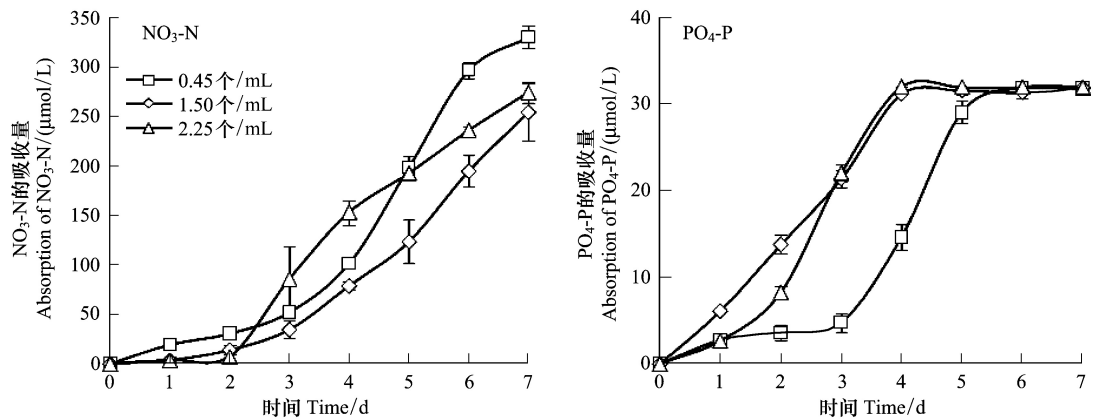 NO₃-N的吸收量
Absorption of NO₃-N/(μmol/L)
350
300
250
200
150
100
50
0
NO₃-N
0.45个/mL
1.50个/mL
2.25个/mL
0 1 2 3 4 5 6 7
时间 Time/d
PO₄-P的吸收量
Absorption of PO₄-P/(μmol/L)
40
30
20
10
0
PO₄-P
0 1 2 3 4 5 6 7
时间 Time/d